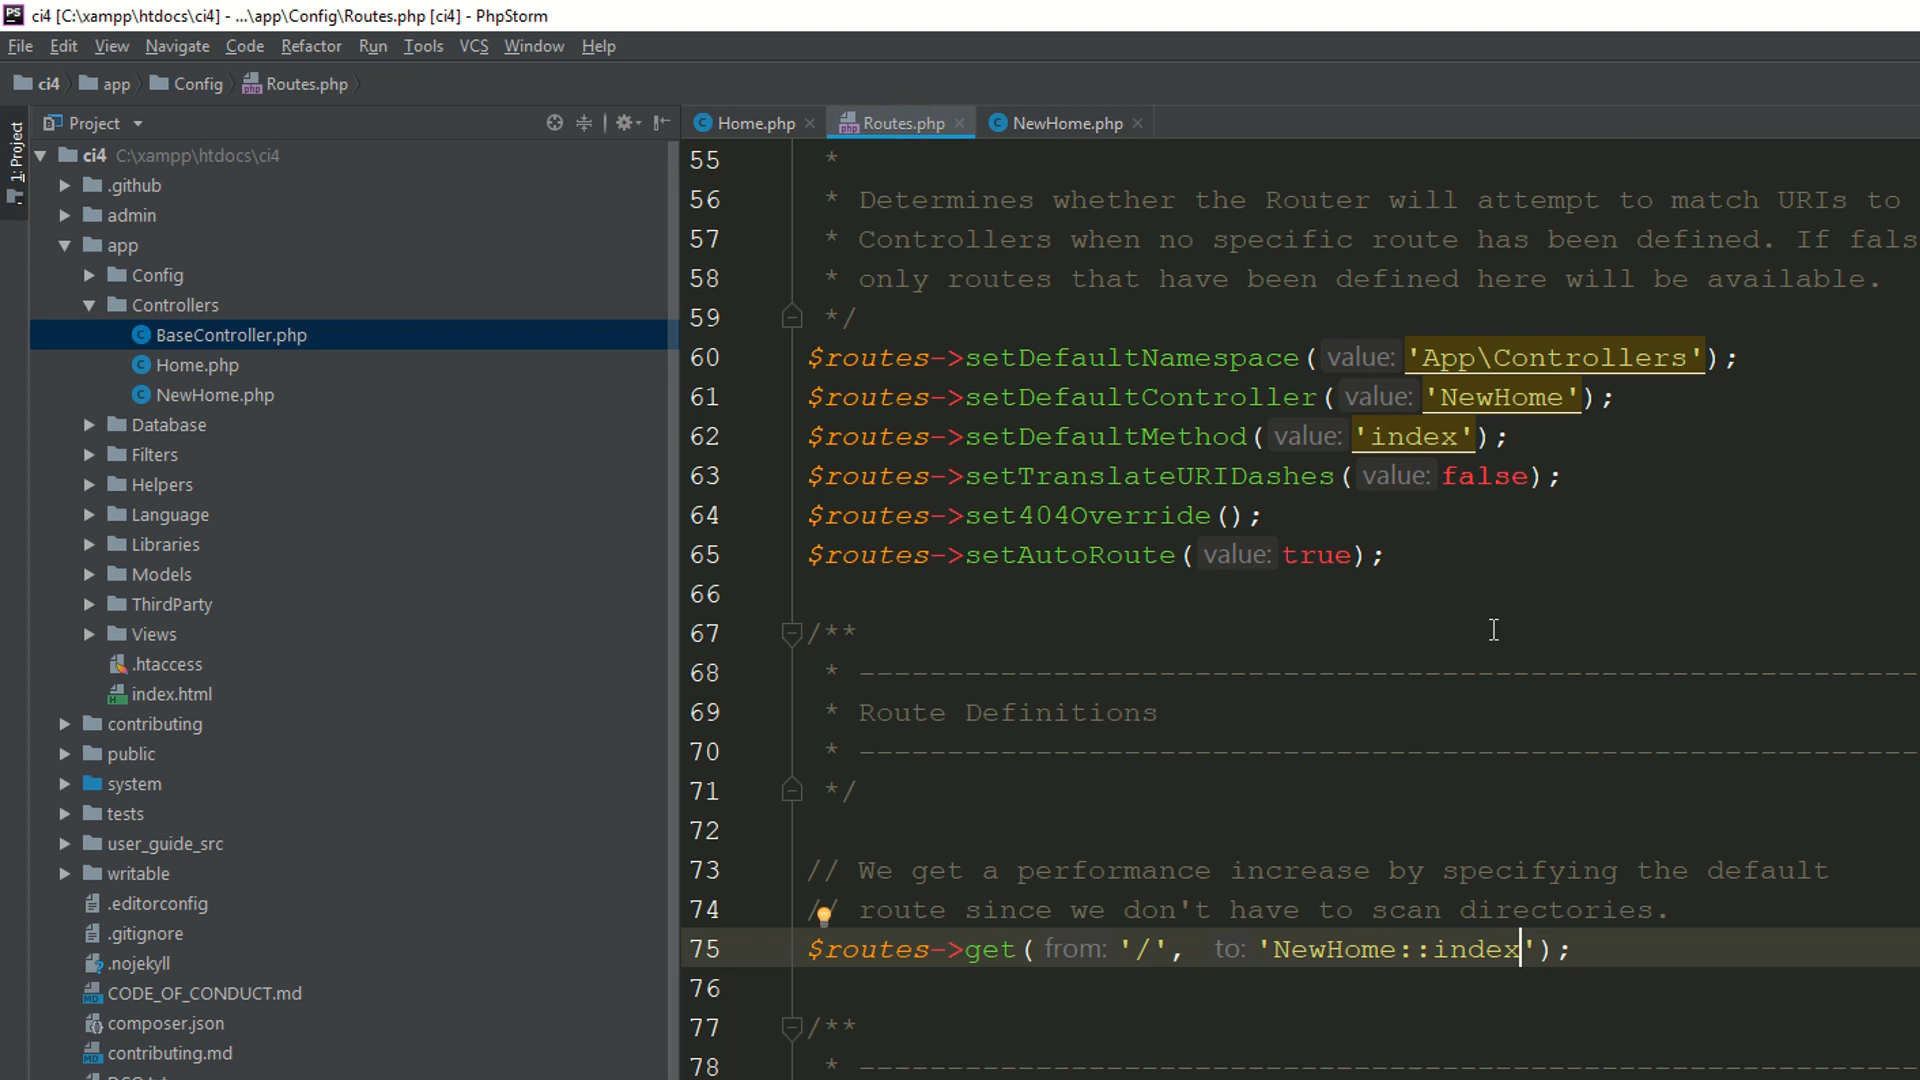 PS ci4 [C:\xampp\htdocs\ci4] - ...\app\Config\Routes.php [ci4] - PhpStorm
File Edit View Navigate Code Refactor Run Tools VCS Window Help
ci4 app Config Routes.php
1: Project
Project
ci4 C:\xampp\htdocs\ci4
.github
admin
app
Config
Controllers
BaseController.php
Home.php
NewHome.php
Database
Filters
Helpers
Language
Libraries
Models
ThirdParty
Views
.htaccess
index.html
contributing
public
system
tests
user_guide_src
writable
.editorconfig
.gitignore
.nojekyll
CODE_OF_CONDUCT.md
composer.json
contributing.md
Home.php Routes.php NewHome.php
55 *
56 * Determines whether the Router will attempt to match URIs to
57 * Controllers when no specific route has been defined. If fals
58 * only routes that have been defined here will be available.
59 */
60 $routes->setDefaultNamespace( value: 'App\Controllers');
61 $routes->setDefaultController( value: 'NewHome');
62 $routes->setDefaultMethod( value: 'index');
63 $routes->setTranslateURIDashes( value: false);
64 $routes->set404Override();
65 $routes->setAutoRoute( value: true);
66
67 /**
68 * ------------------------------------------------------------
69 * Route Definitions
70 * ------------------------------------------------------------
71 */
72
73 // We get a performance increase by specifying the default
74 // route since we don't have to scan directories.
75 $routes->get( from: '/', to: 'NewHome::index');
76
77 /**
78 * ------------------------------------------------------------